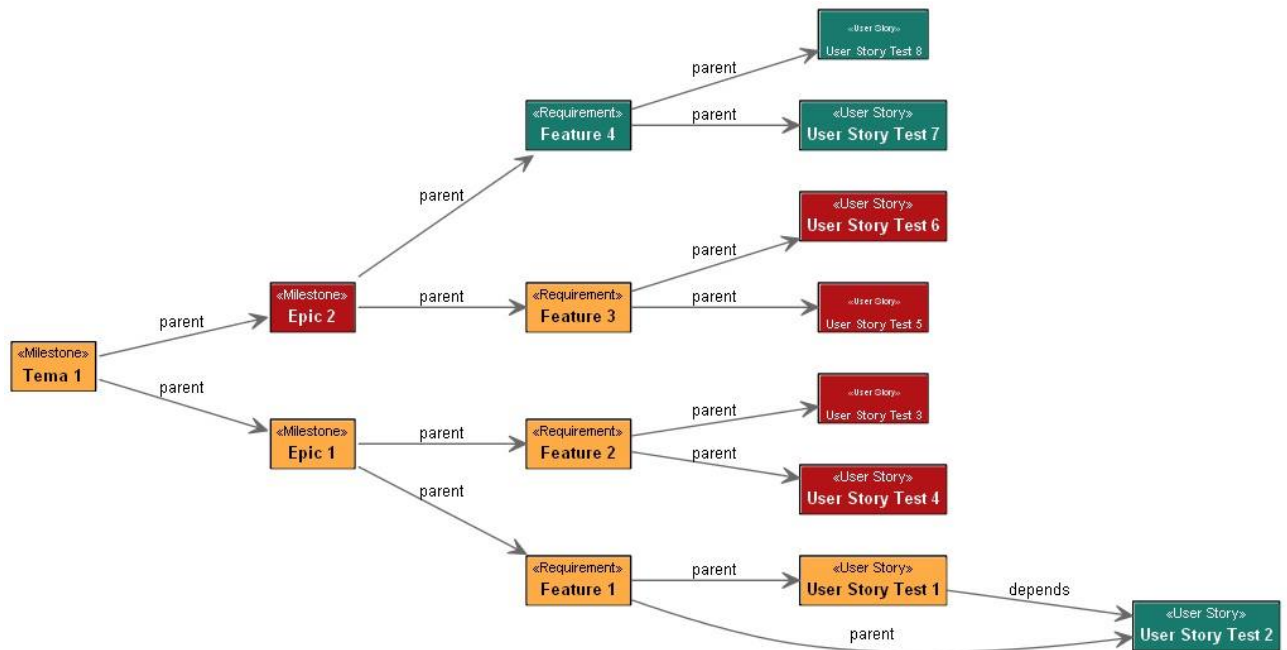 «User Story»
User Story Test 8
parent
«Requirement»
Feature 4
parent
«User Story»
User Story Test 7
parent
«User Story»
User Story Test 6
parent
«Milestone»
Epic 2
parent
«Requirement»
Feature 3
parent
«User Story»
User Story Test 5
parent
«Milestone»
Tema 1
parent
«User Story»
User Story Test 3
parent
«Milestone»
Epic 1
parent
«Requirement»
Feature 2
parent
«User Story»
User Story Test 4
parent
«Requirement»
Feature 1
parent
«User Story»
User Story Test 1
depends
«User Story»
User Story Test 2
parent